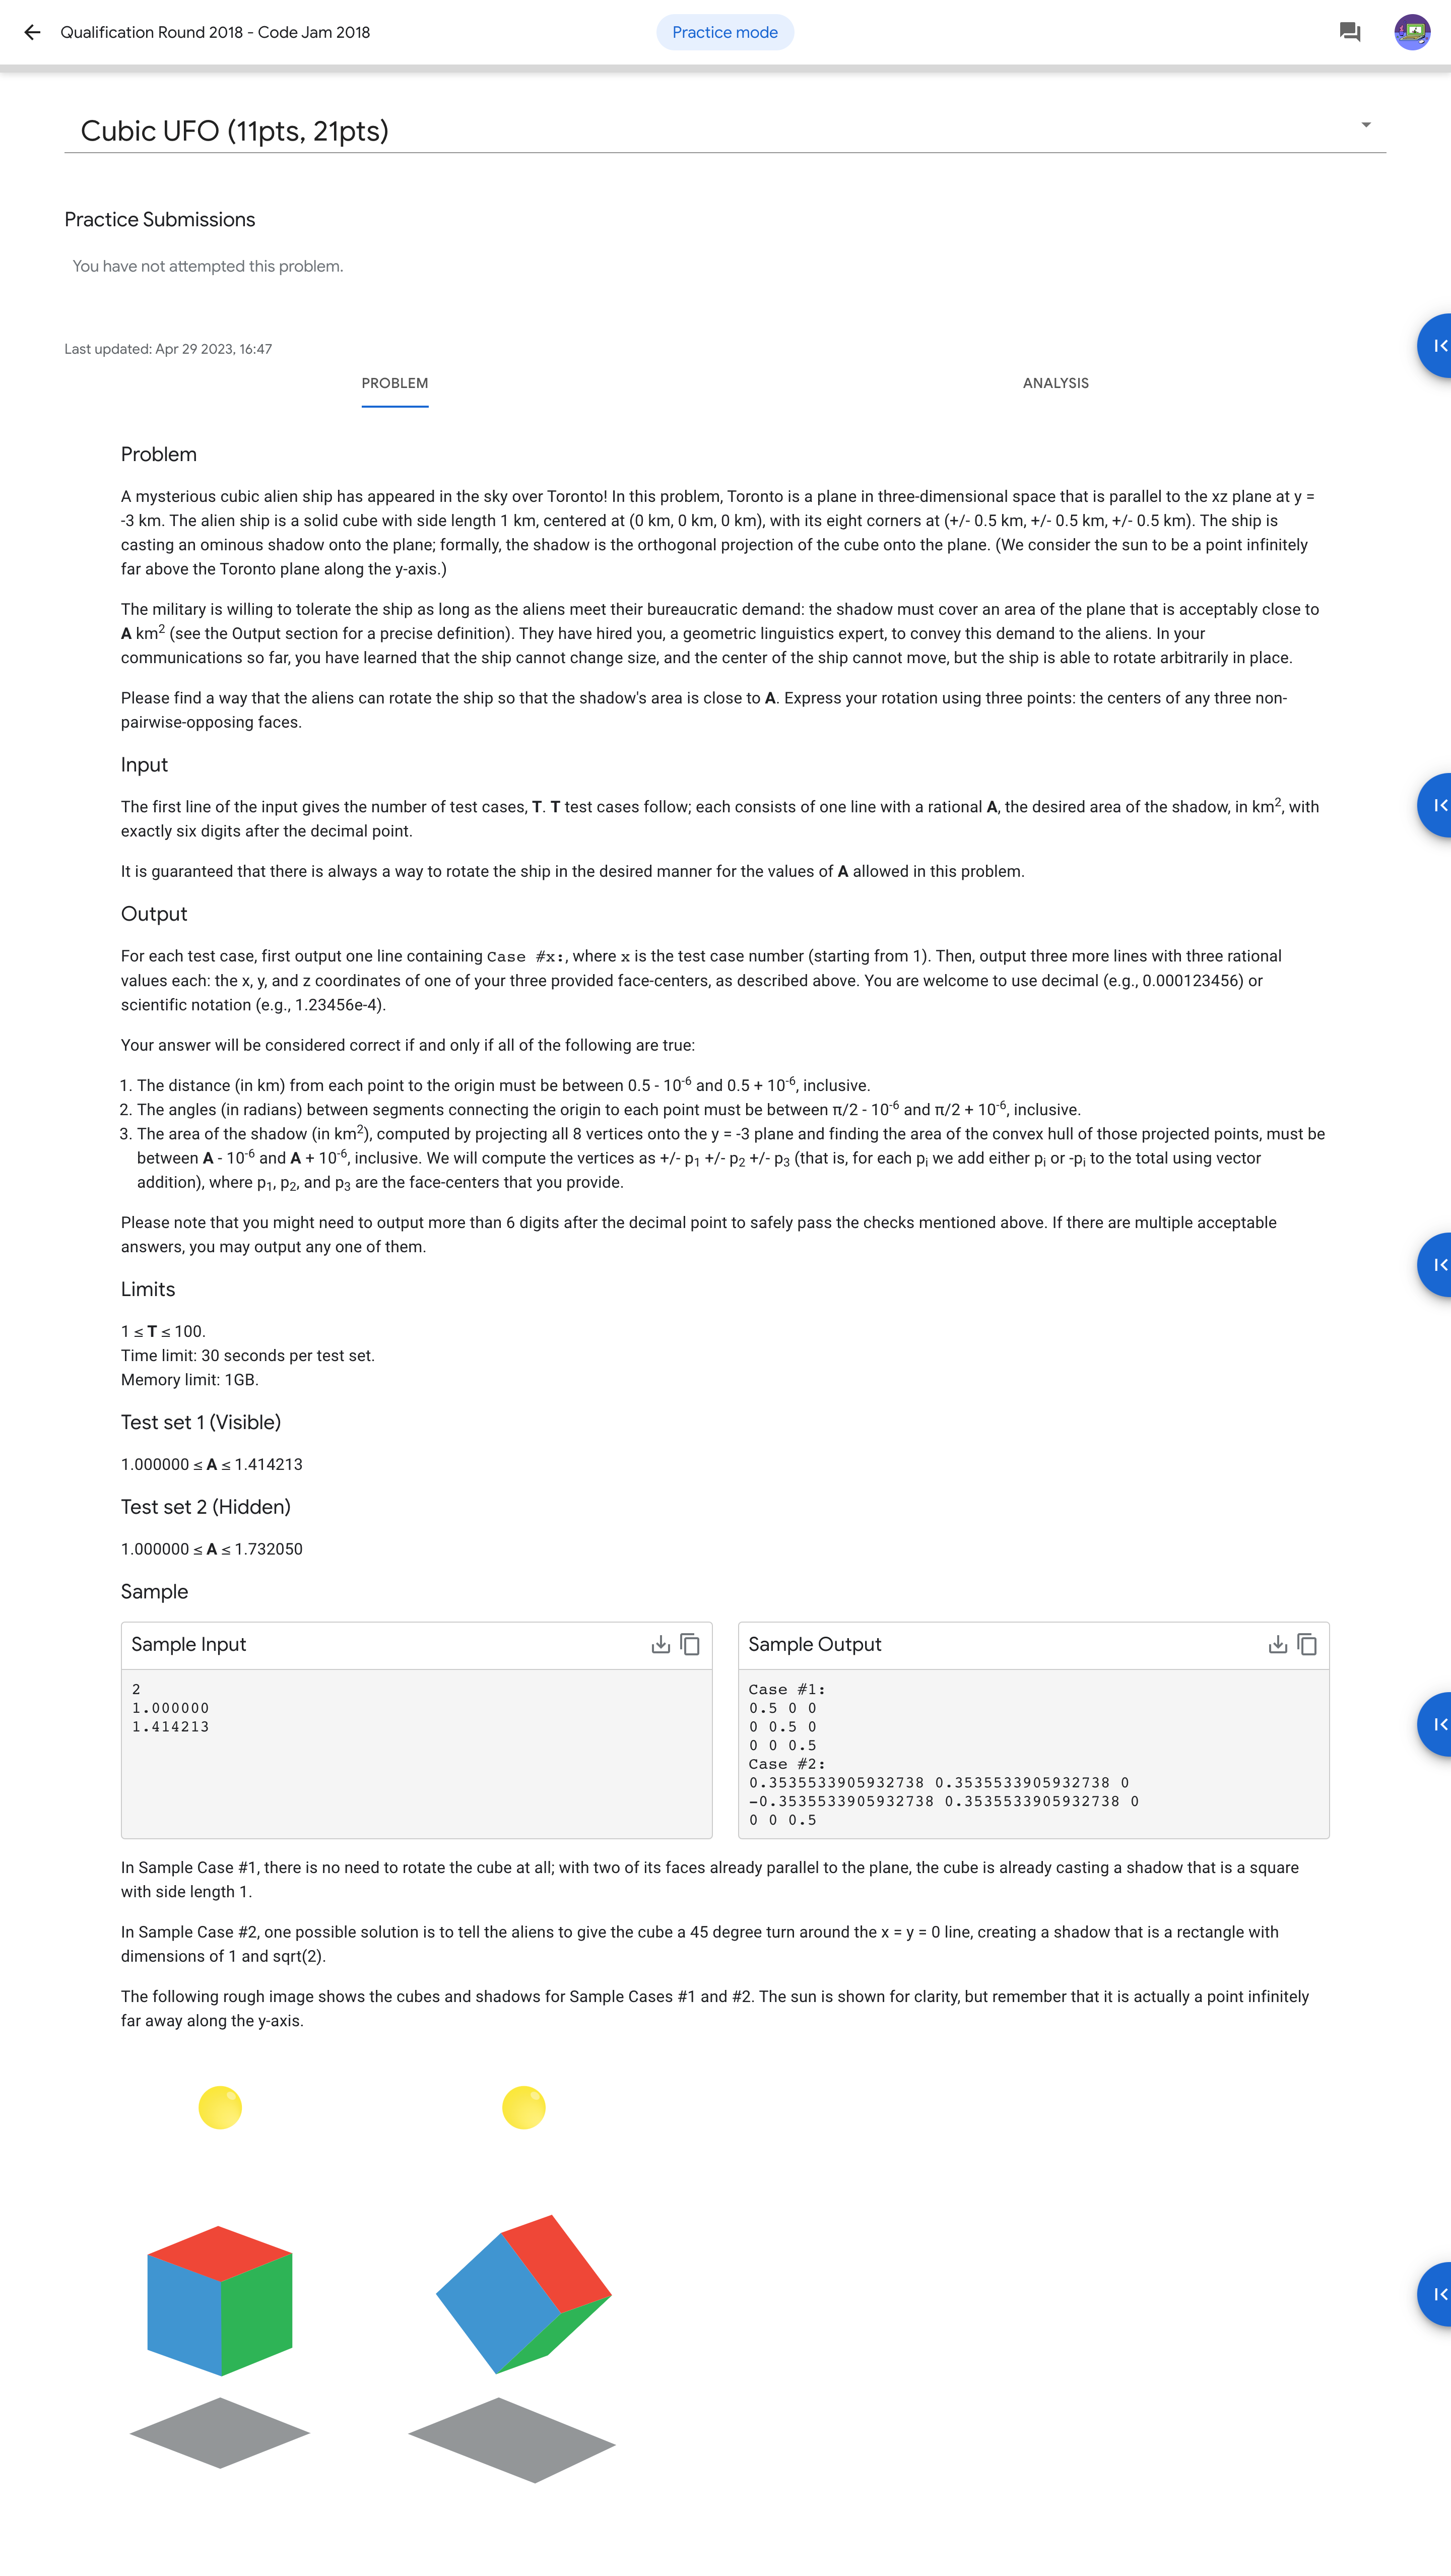 Qualification Round 2018 - Code Jam 2018
Practice mode
Cubic UFO (11pts, 21pts)
Practice Submissions
You have not attempted this problem.
Last updated: Apr 29 2023, 16:47
PROBLEM
ANALYSIS
Problem
A mysterious cubic alien ship has appeared in the sky over Toronto! In this problem, Toronto is a plane in three-dimensional space that is parallel to the xz plane at y =
-3 km. The alien ship is a solid cube with side length 1 km, centered at (0 km, 0 km, 0 km), with its eight corners at (+/- 0.5 km, +/- 0.5 km, +/- 0.5 km). The ship is
casting an ominous shadow onto the plane; formally, the shadow is the orthogonal projection of the cube onto the plane. (We consider the sun to be a point infinitely
far above the Toronto plane along the y-axis.)
The military is willing to tolerate the ship as long as the aliens meet their bureaucratic demand: the shadow must cover an area of the plane that is acceptably close to
A km² (see the Output section for a precise definition). They have hired you, a geometric linguistics expert, to convey this demand to the aliens. In your
communications so far, you have learned that the ship cannot change size, and the center of the ship cannot move, but the ship is able to rotate arbitrarily in place.
Please find a way that the aliens can rotate the ship so that the shadow's area is close to A. Express your rotation using three points: the centers of any three non-
pairwise-opposing faces.
Input
The first line of the input gives the number of test cases, T. T test cases follow; each consists of one line with a rational A, the desired area of the shadow, in km², with
exactly six digits after the decimal point.
It is guaranteed that there is always a way to rotate the ship in the desired manner for the values of A allowed in this problem.
Output
For each test case, first output one line containing Case #x:, where x is the test case number (starting from 1). Then, output three more lines with three rational
values each: the x, y, and z coordinates of one of your three provided face-centers, as described above. You are welcome to use decimal (e.g., 0.000123456) or
scientific notation (e.g., 1.23456e-4).
Your answer will be considered correct if and only if all of the following are true:
1. The distance (in km) from each point to the origin must be between 0.5 - 10⁻⁶ and 0.5 + 10⁻⁶, inclusive.
2. The angles (in radians) between segments connecting the origin to each point must be between π/2 - 10⁻⁶ and π/2 + 10⁻⁶, inclusive.
3. The area of the shadow (in km²), computed by projecting all 8 vertices onto the y = -3 plane and finding the area of the convex hull of those projected points, must be
between A - 10⁻⁶ and A + 10⁻⁶, inclusive. We will compute the vertices as +/- p₁ +/- p₂ +/- p₃ (that is, for each pᵢ we add either pᵢ or -pᵢ to the total using vector
addition), where p₁, p₂, and p₃ are the face-centers that you provide.
Please note that you might need to output more than 6 digits after the decimal point to safely pass the checks mentioned above. If there are multiple acceptable
answers, you may output any one of them.
Limits
1 ≤ T ≤ 100.
Time limit: 30 seconds per test set.
Memory limit: 1GB.
Test set 1 (Visible)
1.000000 ≤ A ≤ 1.414213
Test set 2 (Hidden)
1.000000 ≤ A ≤ 1.732050
Sample
Sample Input
2
1.000000
1.414213
Sample Output
Case #1:
0.5 0 0
0 0.5 0
0 0 0.5
Case #2:
0.3535533905932738 0.3535533905932738 0
-0.3535533905932738 0.3535533905932738 0
0 0 0.5
In Sample Case #1, there is no need to rotate the cube at all; with two of its faces already parallel to the plane, the cube is already casting a shadow that is a square
with side length 1.
In Sample Case #2, one possible solution is to tell the aliens to give the cube a 45 degree turn around the x = y = 0 line, creating a shadow that is a rectangle with
dimensions of 1 and sqrt(2).
The following rough image shows the cubes and shadows for Sample Cases #1 and #2. The sun is shown for clarity, but remember that it is actually a point infinitely
far away along the y-axis.